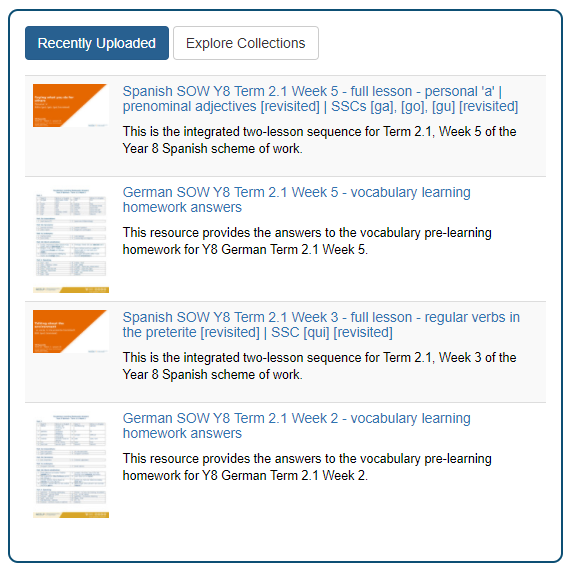 Recently Uploaded
Explore Collections
Spanish SOW Y8 Term 2.1 Week 5 - full lesson - personal 'a' |
prenominal adjectives [revisited] | SSCs [ga], [go], [gu] [revisited]
This is the integrated two-lesson sequence for Term 2.1, Week 5 of the
Year 8 Spanish scheme of work.
German SOW Y8 Term 2.1 Week 5 - vocabulary learning
homework answers
This resource provides the answers to the vocabulary pre-learning
homework for Y8 German Term 2.1 Week 5.
Spanish SOW Y8 Term 2.1 Week 3 - full lesson - regular verbs in
the preterite [revisited] | SSC [qui] [revisited]
This is the integrated two-lesson sequence for Term 2.1, Week 3 of the
Year 8 Spanish scheme of work.
German SOW Y8 Term 2.1 Week 2 - vocabulary learning
homework answers
This resource provides the answers to the vocabulary pre-learning
homework for Y8 German Term 2.1 Week 2.